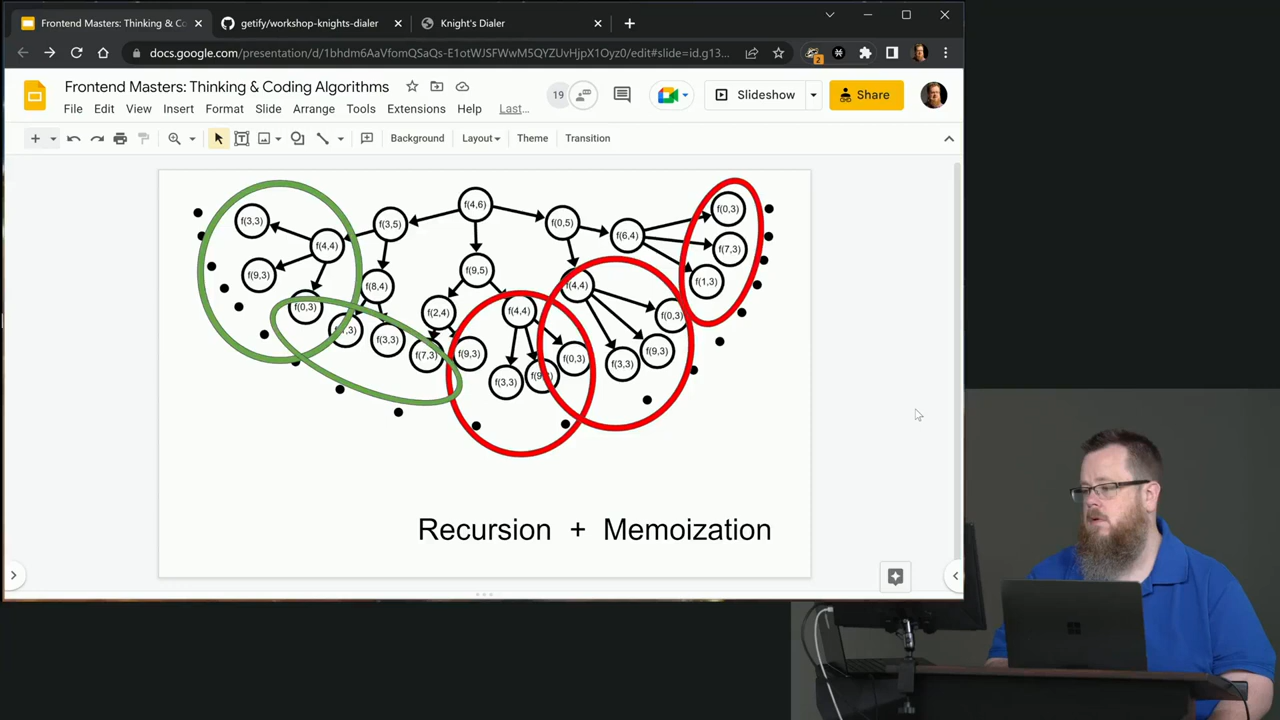 Frontend Masters: Thinking & Co
getify/workshop-knights-dialer
Knight's Dialer
docs.google.com/presentation/d/1bhdm6AaVfomQSaQs-E1otWJSFWwM5QYZUvHjpX1Oyz0/edit#slide=id.g13...
2
Frontend Masters: Thinking & Coding Algorithms
File Edit View Insert Format Slide Arrange Tools Extensions Help Last...
19
Slideshow
Share
Background Layout Theme Transition
f(4,6)
f(3,3) f(3,5) f(0,5) f(6,4) f(0,3)
f(4,4) f(7,3)
f(9,3) f(8,4) f(9,5) f(4,4) f(1,3)
f(0,3) f(2,4) f(4,4) f(0,3)
f(3,3) f(7,3) f(9,3) f(0,3) f(9,3)
f(3,3) f(3,3)
Recursion + Memoization